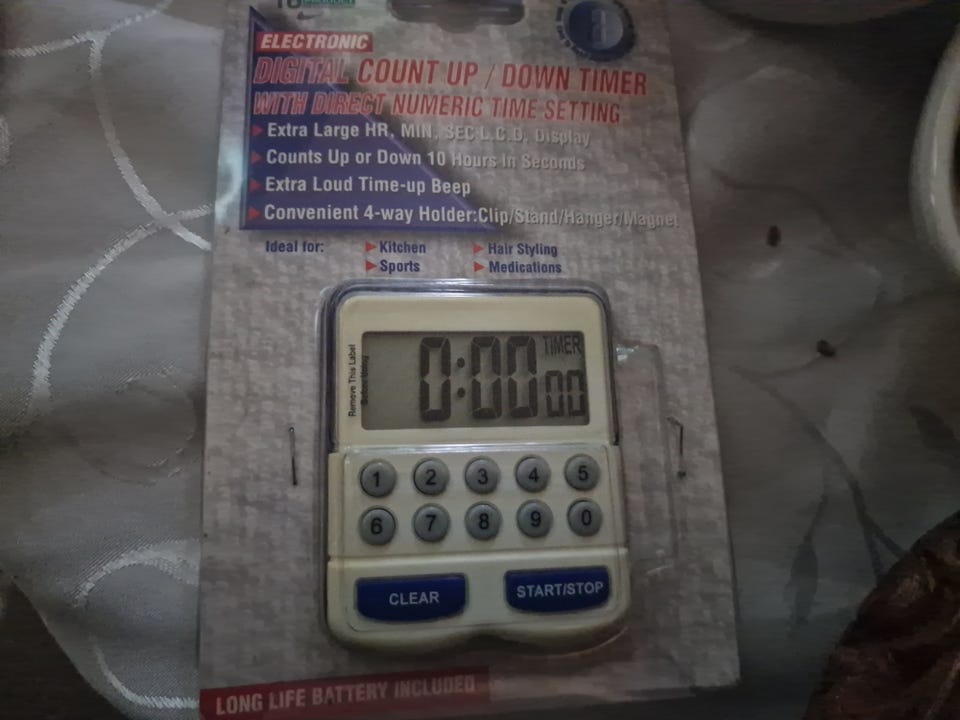 ELECTRONIC
DIGITAL COUNT UP / DOWN TIMER
WITH DIRECT NUMERIC TIME SETTING
Extra Large HR, MIN, SEC L.C.D. Display
Counts Up or Down 10 Hours In Seconds
Extra Loud Time-up Beep
Convenient 4-way Holder:Clip/Stand/Hanger/Magnet
Ideal for:
Kitchen
Hair Styling
Sports
Medications
Remove This Label
Before Using
0:00 00
TIMER
1 2 3 4 5
6 7 8 9 0
CLEAR
START/STOP
LONG LIFE BATTERY INCLUDED